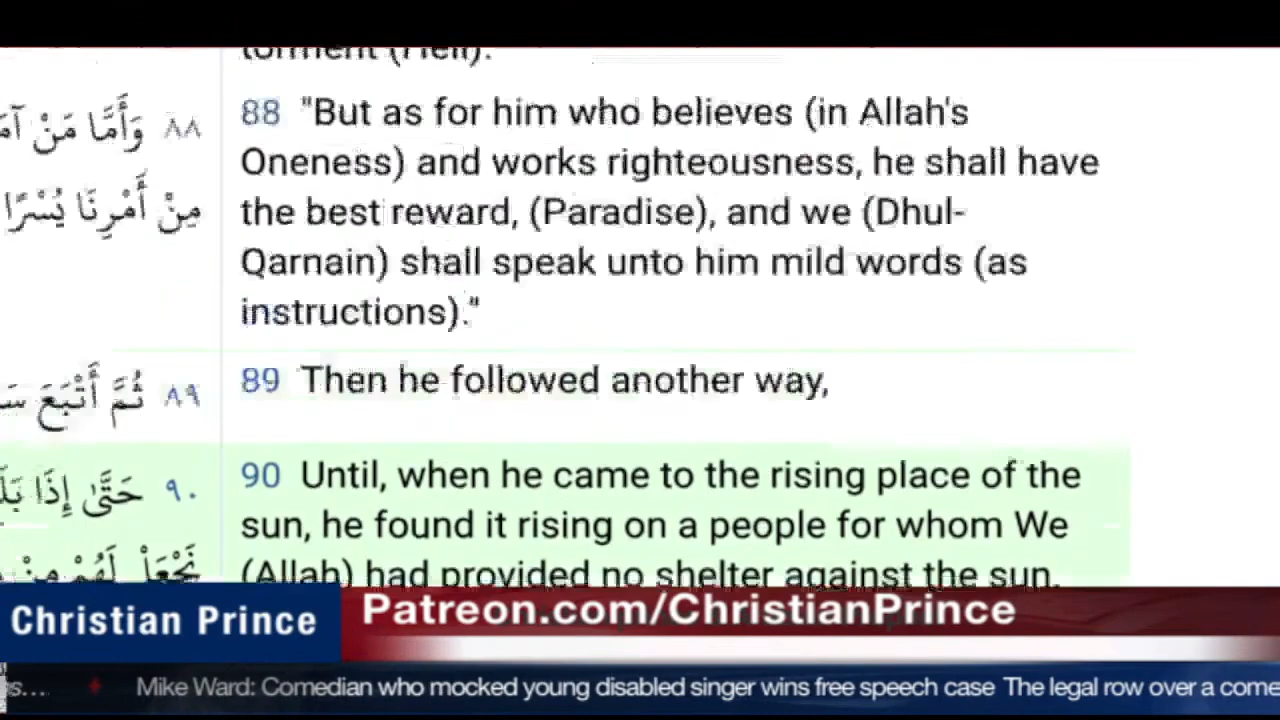 torment (Hell).
88 "But as for him who believes (in Allah's
Oneness) and works righteousness, he shall have
the best reward, (Paradise), and we (Dhul-
Qarnain) shall speak unto him mild words (as
instructions)."
٨٨ وَأَمَّا مَنْ
مِنْ أَمْرِنَا يُسْرًا
89 Then he followed another way,
٨٩ ثُمَّ أَتْبَعَ
90 Until, when he came to the rising place of the
sun, he found it rising on a people for whom We
(Allah) had provided no shelter against the sun.
٩٠ حَتَّىٰ إِذَا
نَجْعَلْ لَهُمْ مِنْ
Christian Prince
Patreon.com/ChristianPrince
s... Mike Ward: Comedian who mocked young disabled singer wins free speech case The legal row over a come